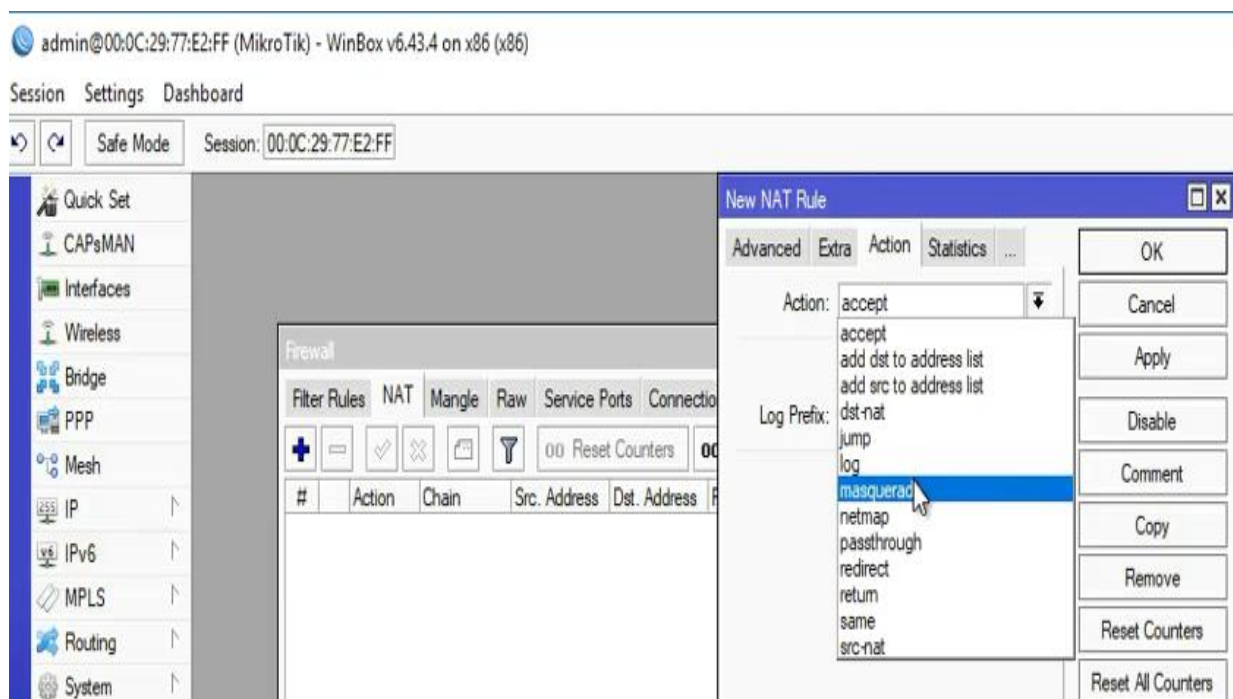 admin@00:0C:29:77:E2:FF (MikroTik) - WinBox v6.43.4 on x86 (x86)
Session Settings Dashboard
Safe Mode Session: 00:0C:29:77:E2:FF
Quick Set
CAPsMAN
Interfaces
Wireless
Bridge
PPP
Mesh
255 IP
v6 IPv6
MPLS
Routing
System
Firewall
Filter Rules NAT Mangle Raw Service Ports
00 Reset Counters
# Action Chain Src. Address Dst. Address
New NAT Rule
Advanced Extra Action Statistics ...
Action: accept
accept
add dst to address list
add src to address list
dst-nat
jump
log
netmap
passthrough
redirect
return
same
src-nat
Log Prefix:
OK
Cancel
Apply
Disable
Comment
Copy
Remove
Reset Counters
Reset All Counters